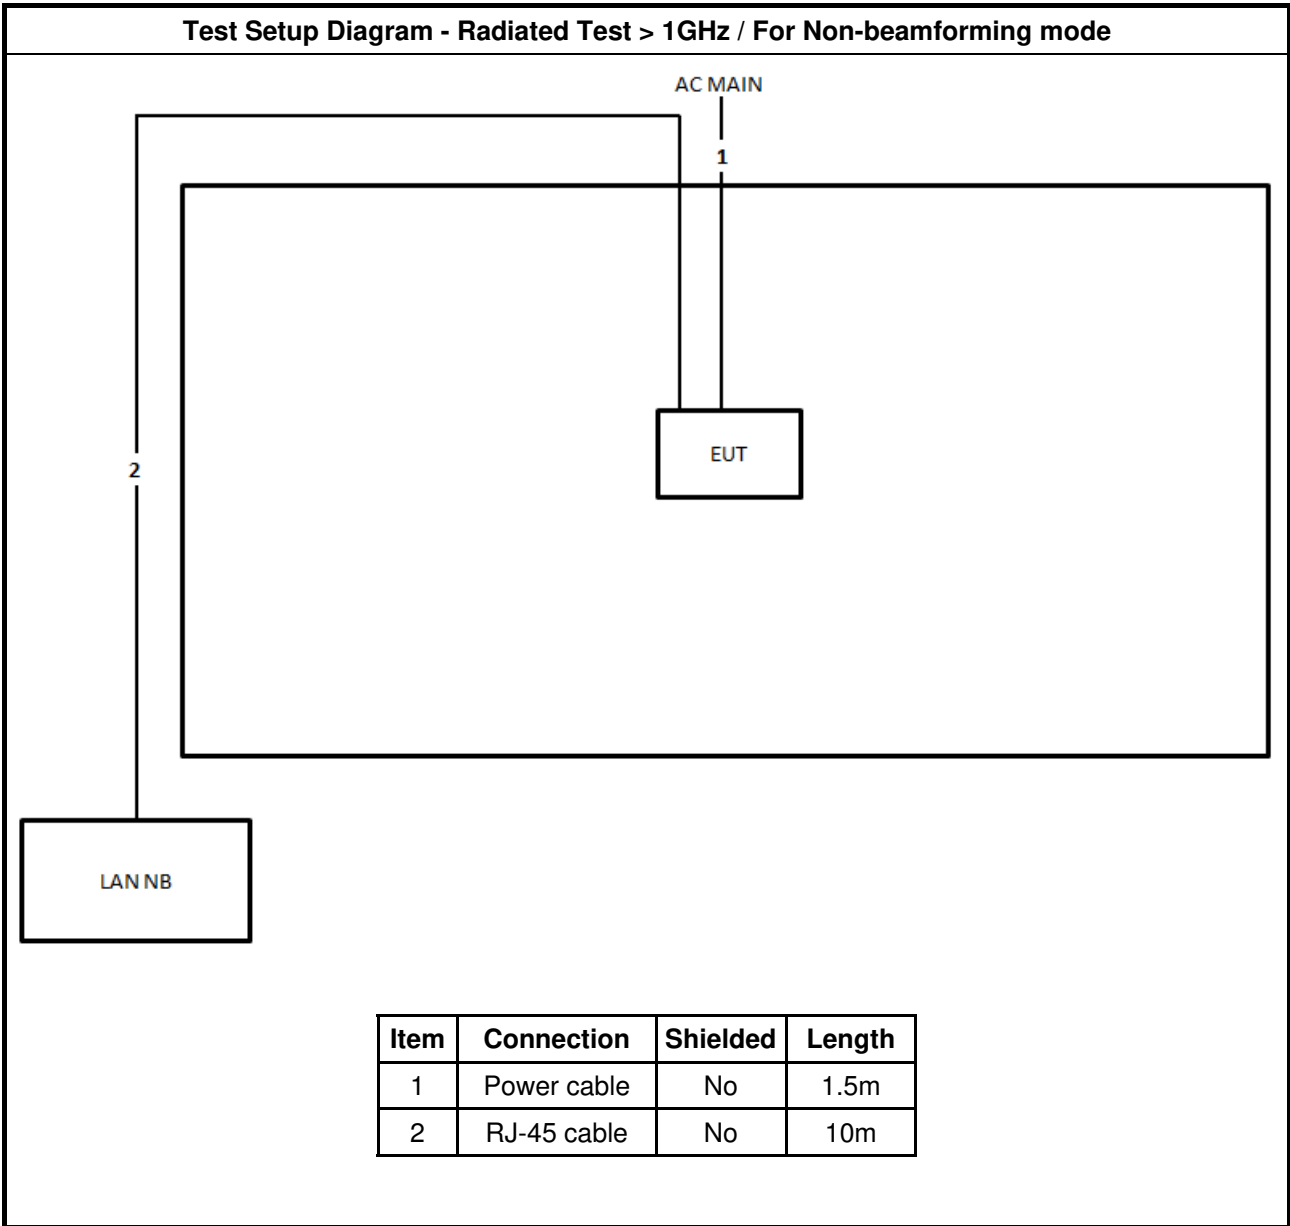 Test Setup Diagram - Radiated Test > 1GHz / For Non-beamforming mode
AC MAIN
1
2
EUT
LAN NB
Item Connection Shielded Length
1 Power cable No 1.5m
2 RJ-45 cable No 10m